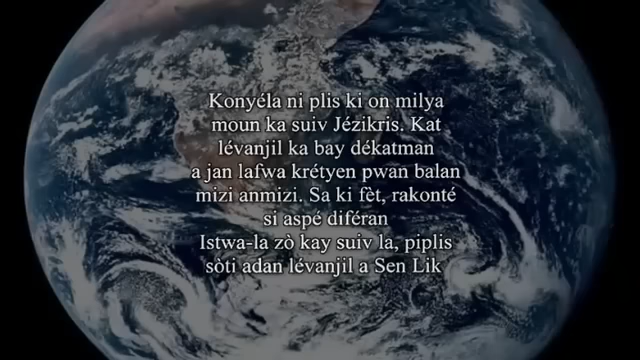 Konyéla ni plis ki on milya
moun ka suiv Jézikris. Kat
lévanjil ka bay dékatman
a jan lafwa krétyen pwan balan
mizi anmizi. Sa ki fèt, rakonté
si aspé diféran
Istwa-la zò kay suiv la, piplis
sòti adan lévanjil a Sen Lik